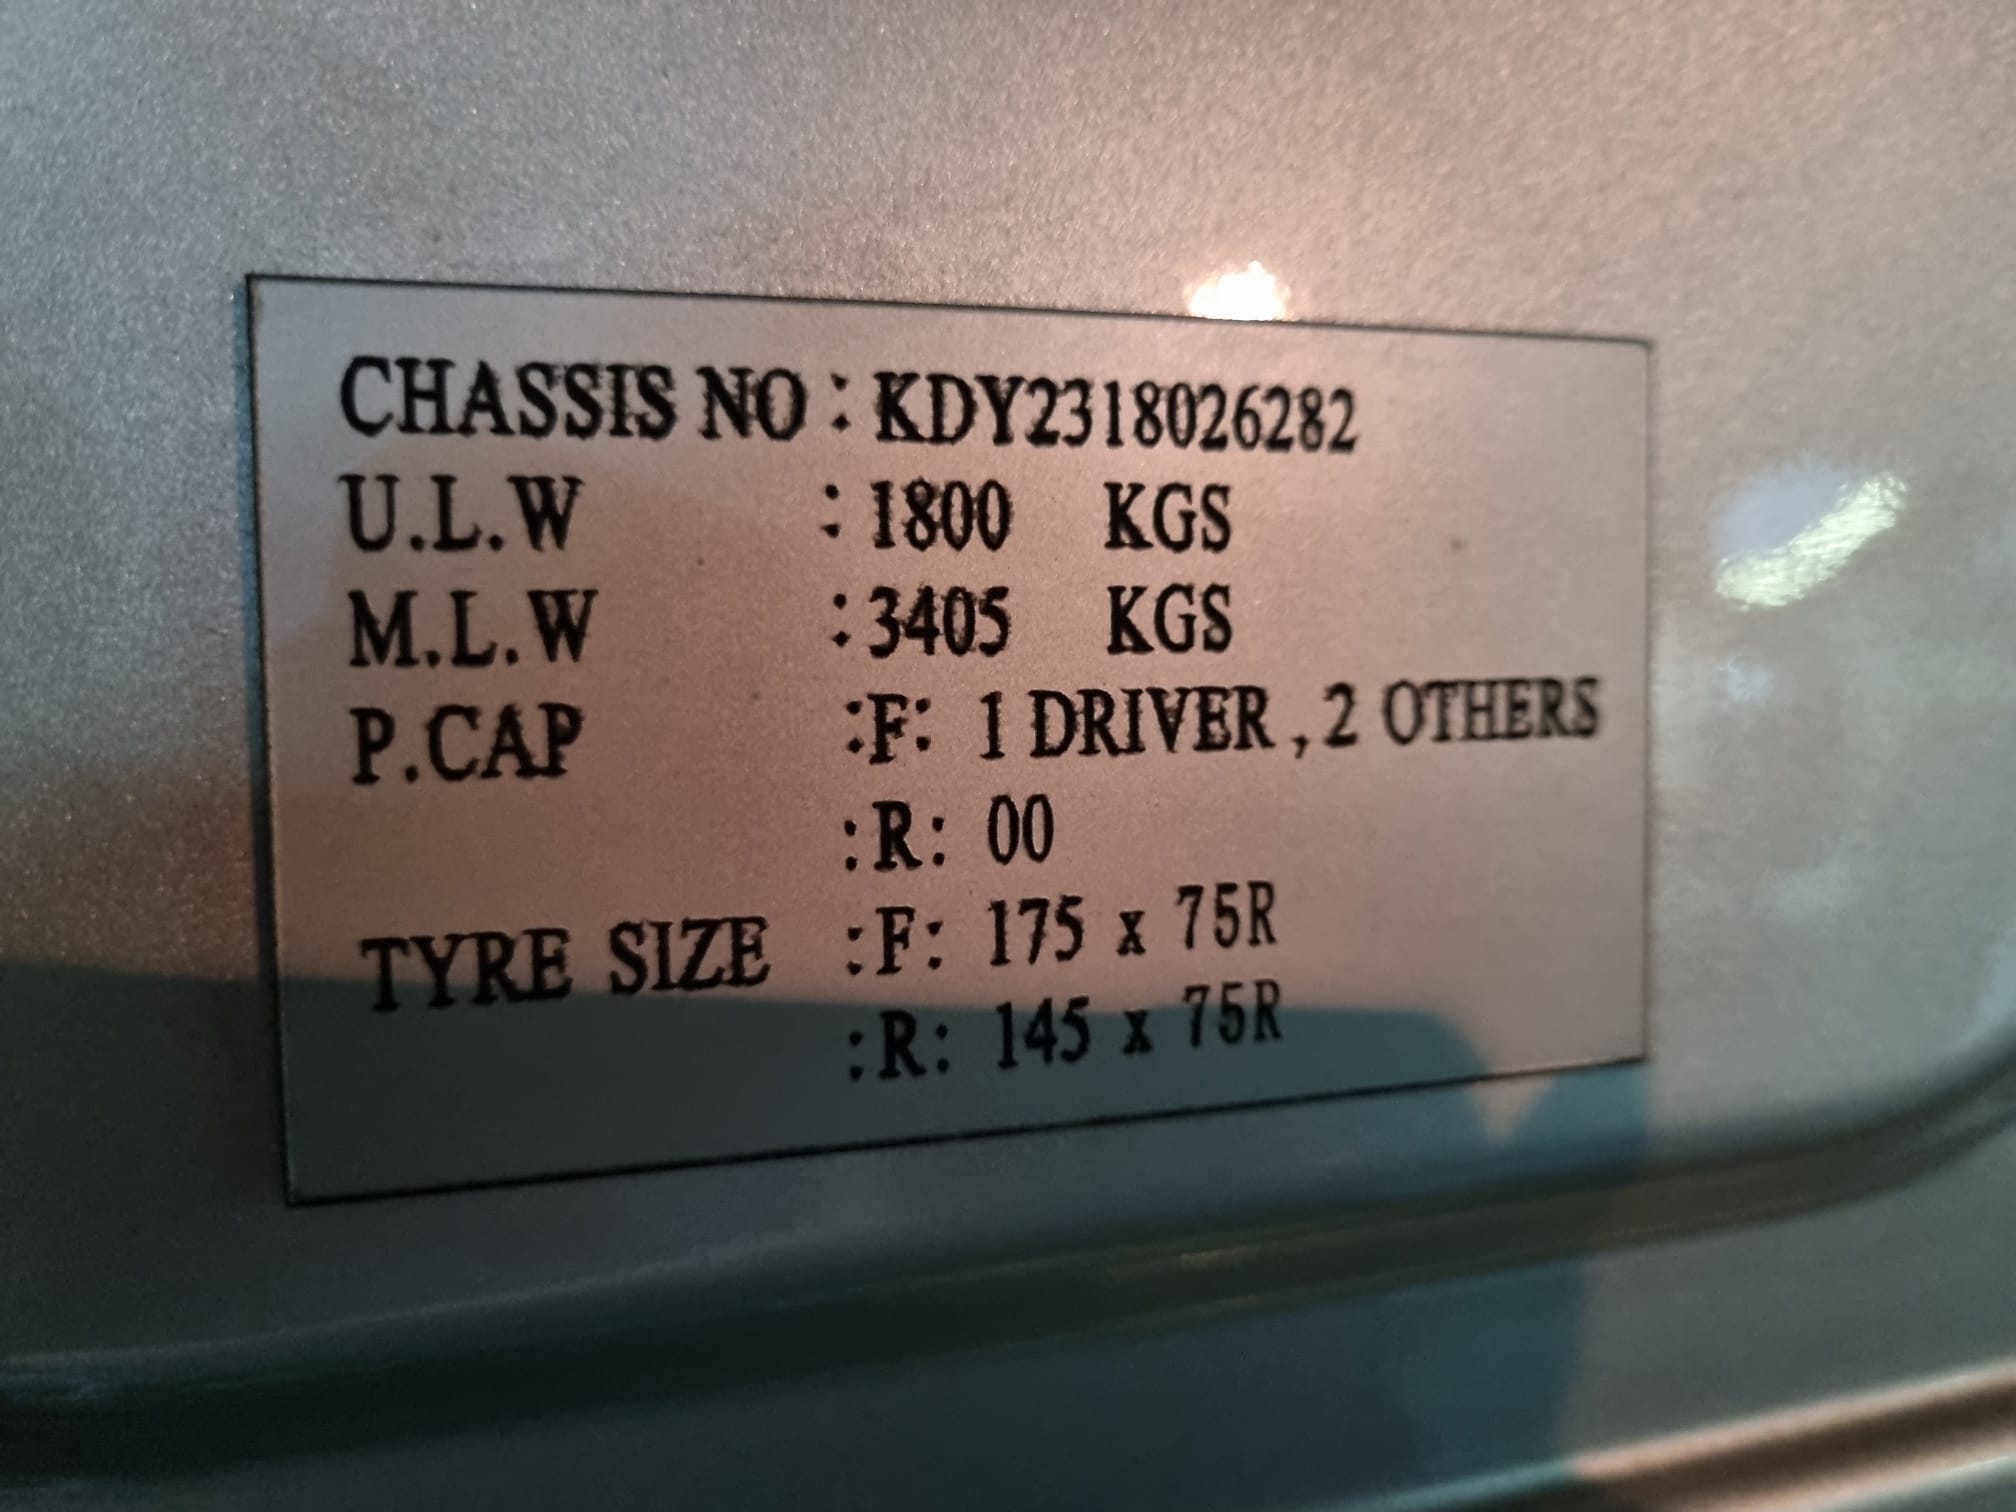 CHASSIS NO : KDY2318026282
U.L.W : 1800 KGS
M.L.W : 3405 KGS
P.CAP :F: 1 DRIVER , 2 OTHERS
:R: 00
TYRE SIZE :F: 175 x 75R
:R: 145 x 75R